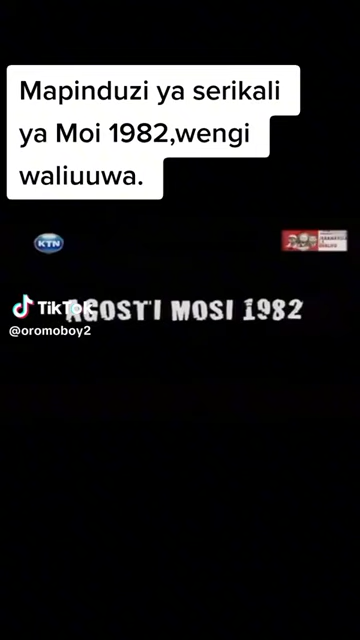 Mapinduzi ya serikali
ya Moi 1982,wengi
waliuuwa.
KTN
TikTok
AGOSTI MOSI 1982
@oromoboy2